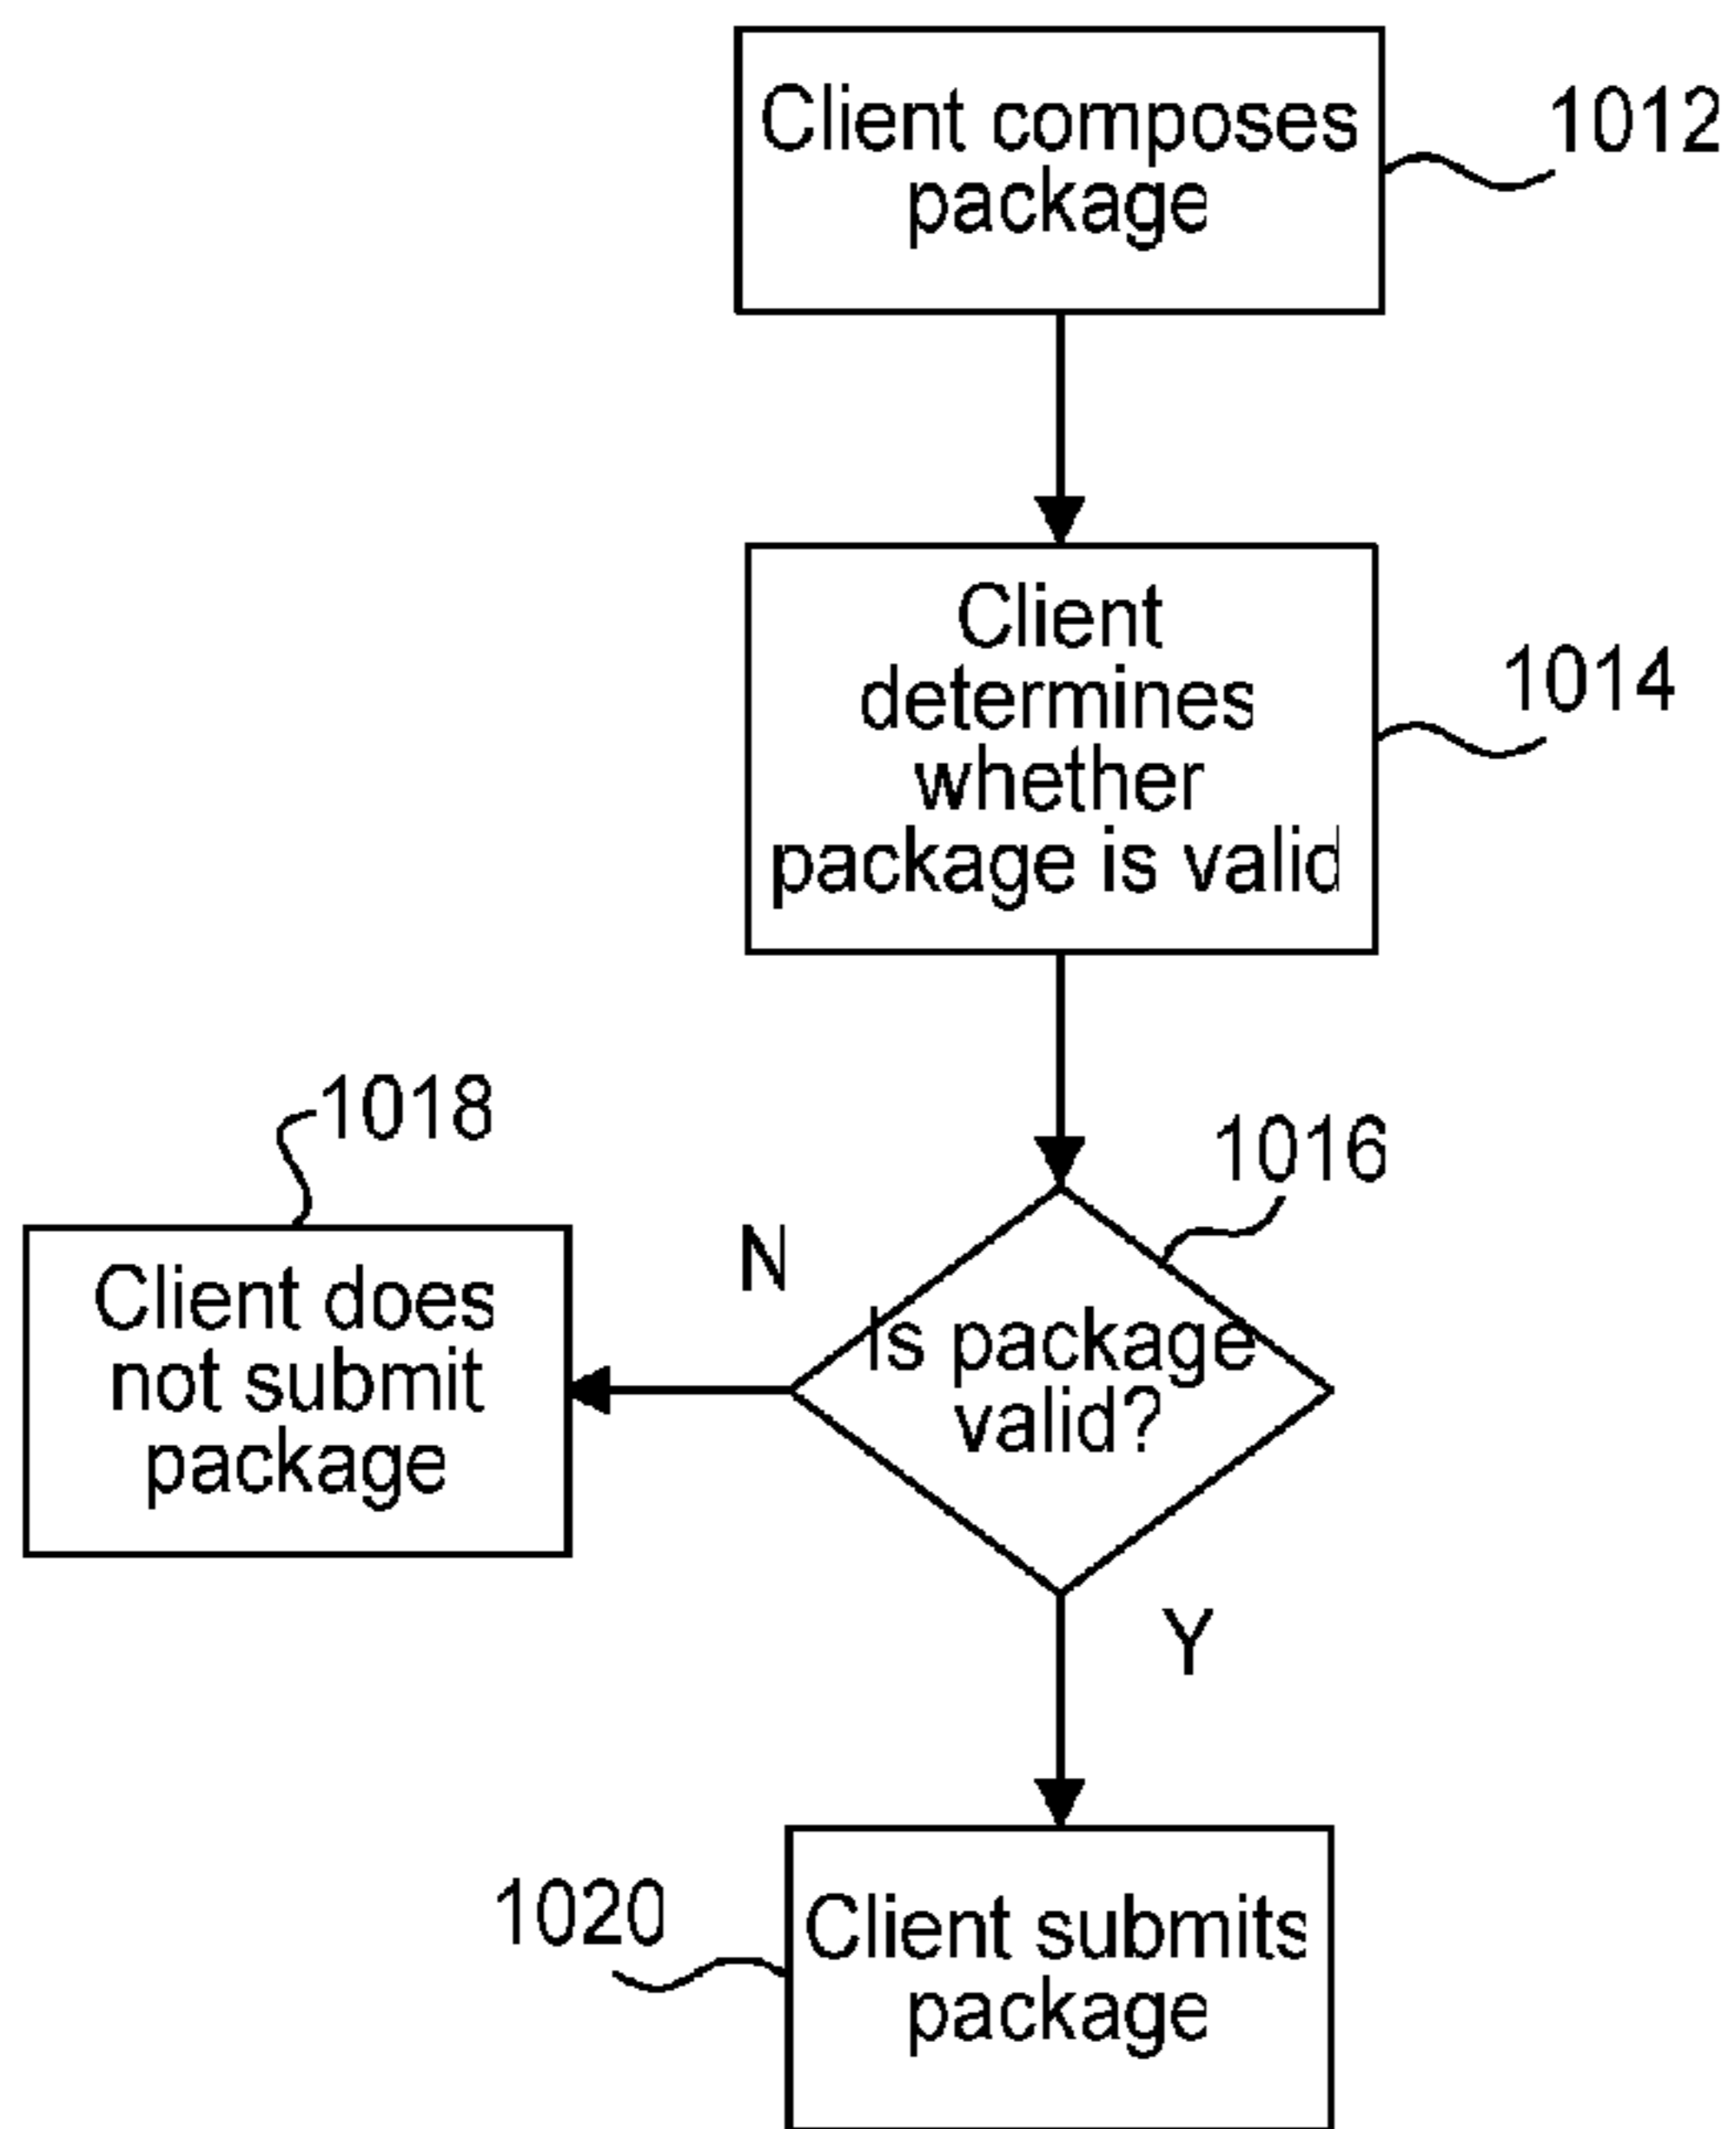 Client composes
package
1012
Client
determines
whether
package is valid
1014
1018
1016
N
Is package
valid?
Client does
not submit
package
Y
1020
Client submits
package